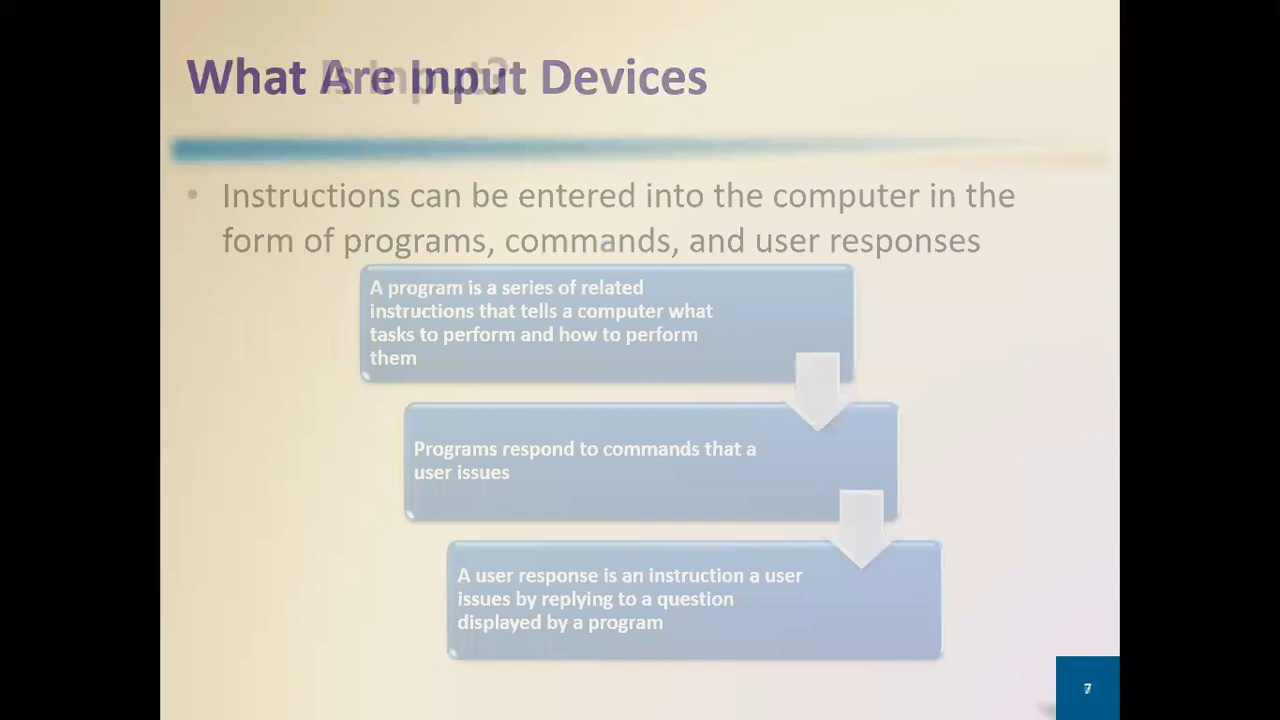 What Are Input Devices
Is Input?
• Instructions can be entered into the computer in the
form of programs, commands, and user responses
A program is a series of related
instructions that tells a computer what
tasks to perform and how to perform
them
Programs respond to commands that a
user issues
A user response is an instruction a user
issues by replying to a question
displayed by a program
7